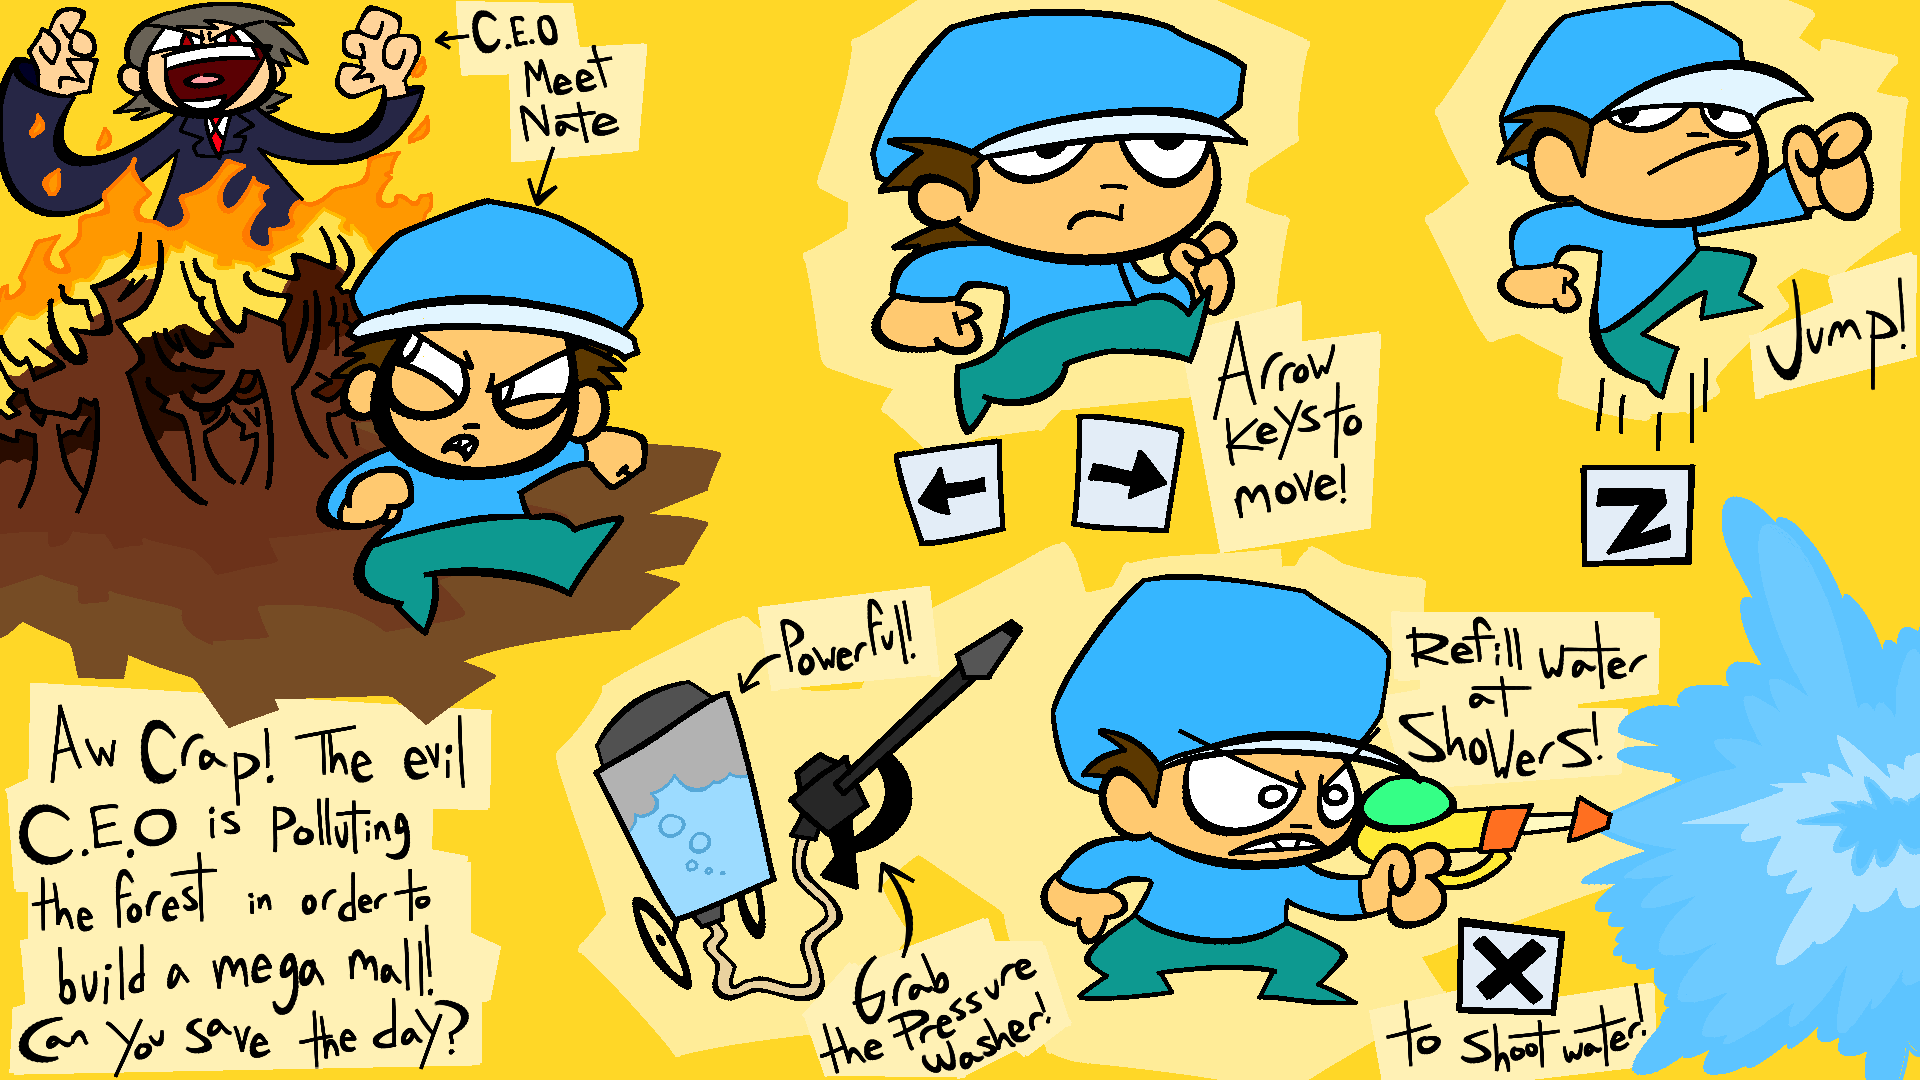 C.E.O
Meet
Nate
Aw Crap! The evil
C.E.O is Polluting
the forest in order to
build a mega mall!
Can You save the day?
Arrow
Keys to
move!
Jump!
Z
Powerful!
Grab
the Pressure
Washer!
Refill Water
at
Showers!
X
to Shoot water!